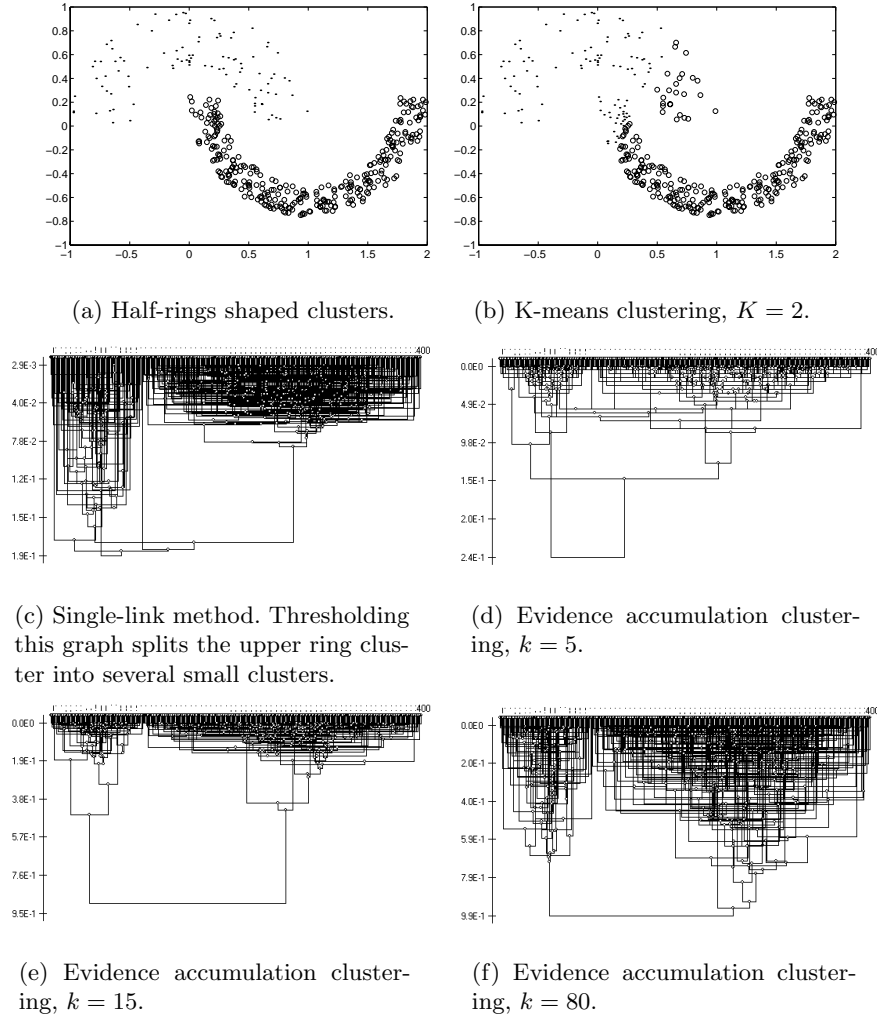 1
0.8
0.6
0.4
0.2
0
−0.2
−0.4
−0.6
−0.8
−1
−1 −0.5 0 0.5 1 1.5 2
1
0.8
0.6
0.4
0.2
0
−0.2
−0.4
−0.6
−0.8
−1
−1 −0.5 0 0.5 1 1.5 2
(a) Half-rings shaped clusters.
(b) K-means clustering, K = 2.
400
2.9E-3
4.0E-2
7.8E-2
1.2E-1
1.5E-1
1.9E-1
400
0.0E0
4.9E-2
9.8E-2
1.5E-1
2.0E-1
2.4E-1
(c) Single-link method. Thresholding
this graph splits the upper ring clus-
ter into several small clusters.
(d) Evidence accumulation cluster-
ing, k = 5.
400
0.0E0
1.9E-1
3.8E-1
5.7E-1
7.6E-1
9.5E-1
400
0.0E0
2.0E-1
4.0E-1
5.9E-1
7.9E-1
9.9E-1
(e) Evidence accumulation cluster-
ing, k = 15.
(f) Evidence accumulation cluster-
ing, k = 80.